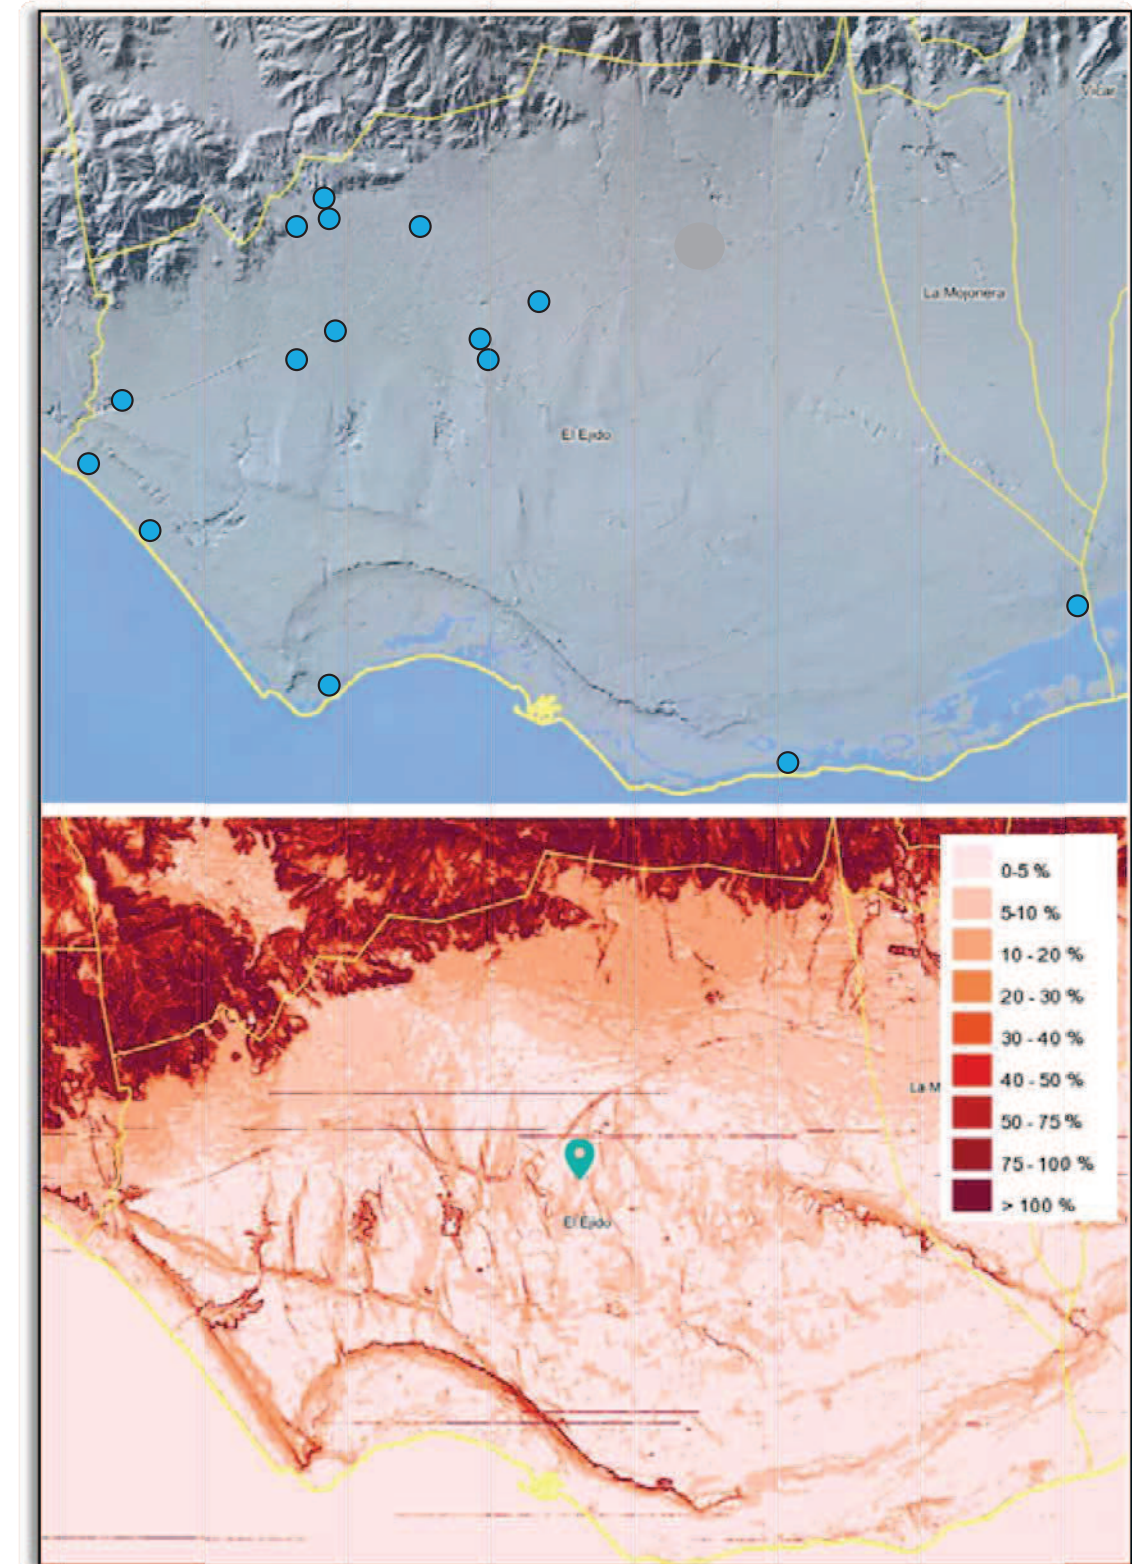 Vícar
La Mojonera
El Ejido
0-5 %
5-10 %
10 - 20 %
20 - 30 %
30 - 40 %
La M
40 - 50 %
50 - 75 %
75 - 100 %
> 100 %
El Ejido